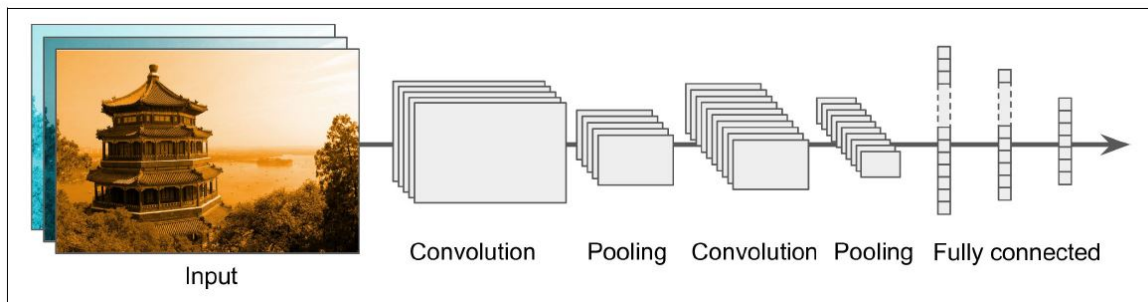 Convolution
Pooling
Convolution
Pooling
Fully connected
Input